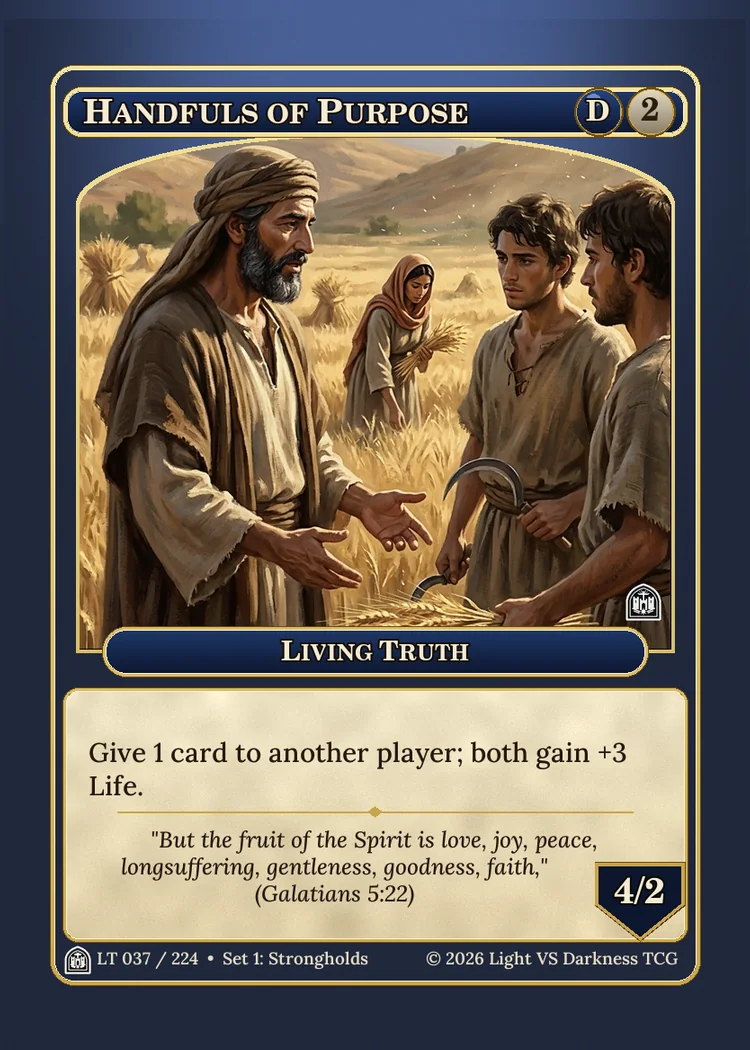 Handfuls of Purpose D 2
Living Truth
Give 1 card to another player; both gain +3
Life.
"But the fruit of the Spirit is love, joy, peace,
longsuffering, gentleness, goodness, faith,"
(Galatians 5:22)
4/2
LT 037 / 224 • Set 1: Strongholds © 2026 Light VS Darkness TCG